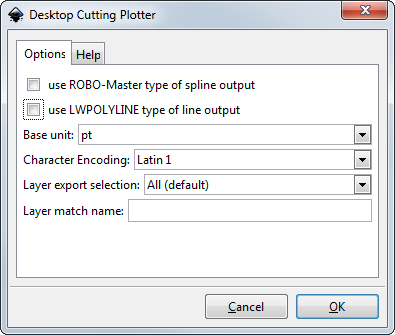 Desktop Cutting Plotter
Options Help
use ROBO-Master type of spline output
use LWPOLYLINE type of line output
Base unit: pt
Character Encoding: Latin 1
Layer export selection: All (default)
Layer match name:
Cancel OK